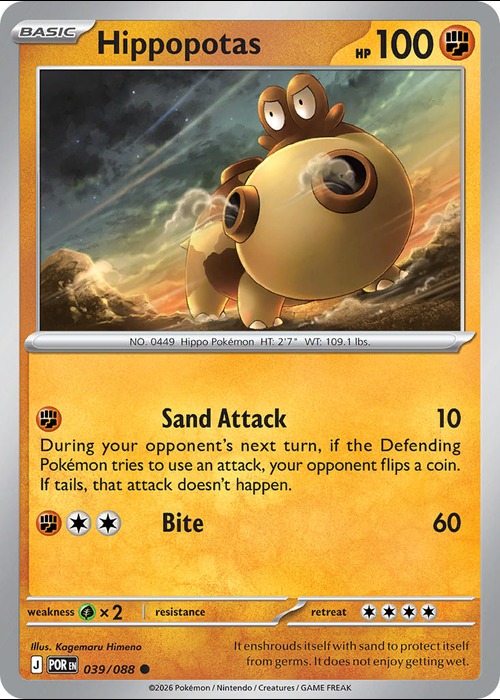 BASIC
Hippopotas
HP 100
NO. 0449 Hippo Pokémon HT: 2'7" WT: 109.1 lbs.
Sand Attack 10
During your opponent's next turn, if the Defending
Pokémon tries to use an attack, your opponent flips a coin.
If tails, that attack doesn't happen.
Bite 60
weakness ×2 resistance retreat
Illus. Kagemaru Himeno
It enshrouds itself with sand to protect itself
from germs. It does not enjoy getting wet.
J POR EN 039/088
©2026 Pokémon / Nintendo / Creatures / GAME FREAK